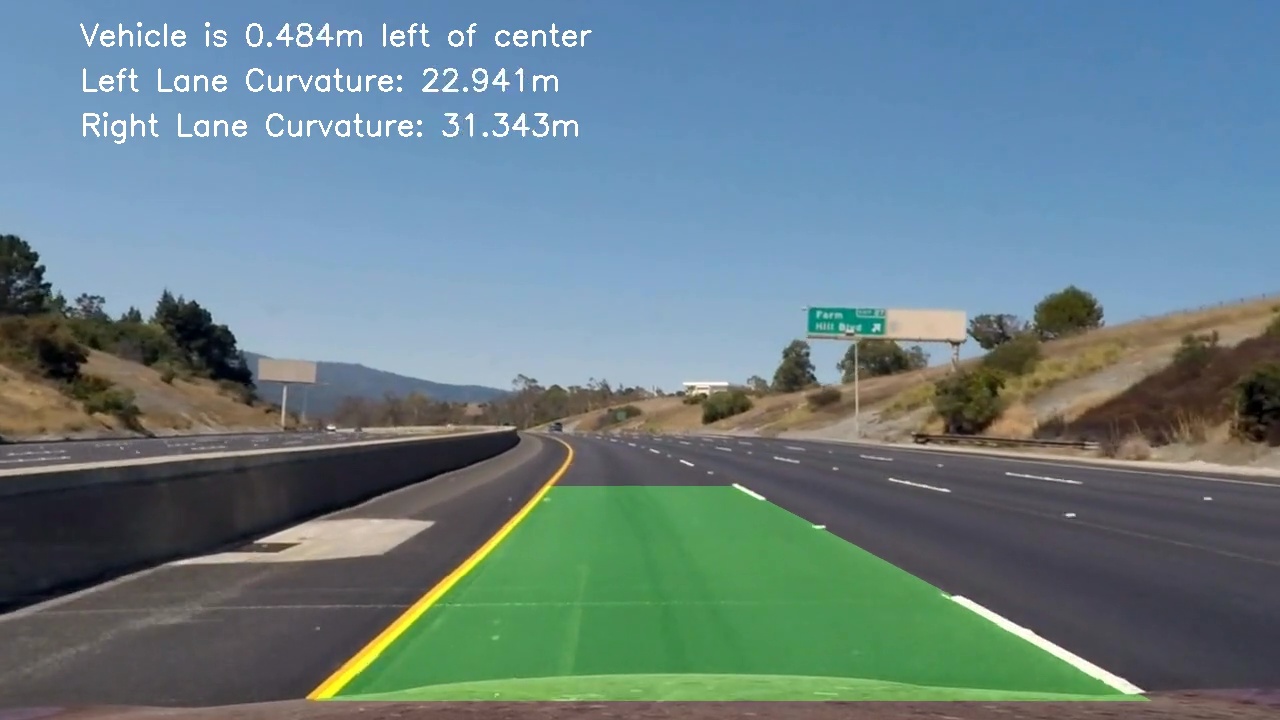 Vehicle is 0.484m left of center
Left Lane Curvature: 22.941m
Right Lane Curvature: 31.343m
Farm
Hill Blvd